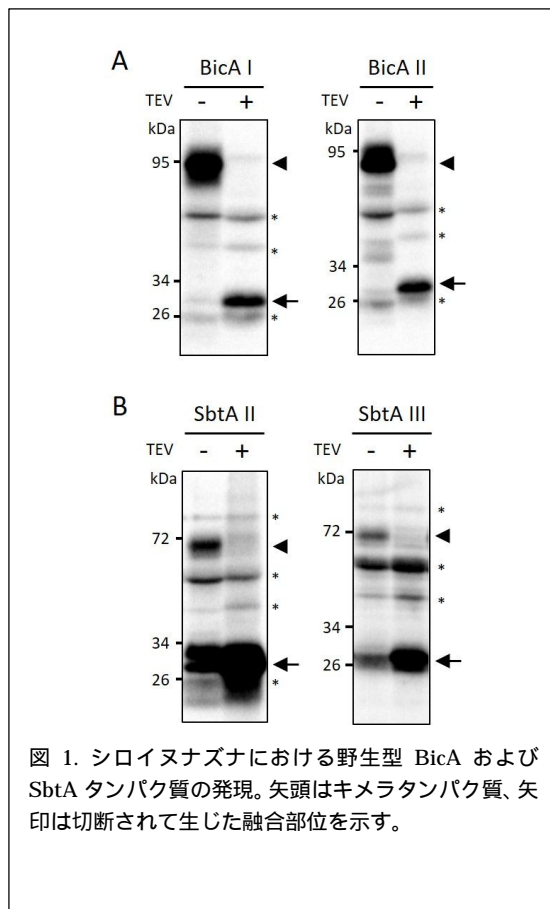 A
BicA I BicA II
TEV - + TEV - +
kDa kDa
95 95
*
*
34 34
26 26
* *
*
*
B
SbtA II SbtA III
TEV - + TEV - +
kDa kDa
*
72 72
*
*
*
34 34
26 26
*
*
*
図 1. シロイヌナズナにおける野生型 BicA および
SbtA タンパク質の発現。矢頭はキメラタンパク質、矢
印は切断されて生じた融合部位を示す。